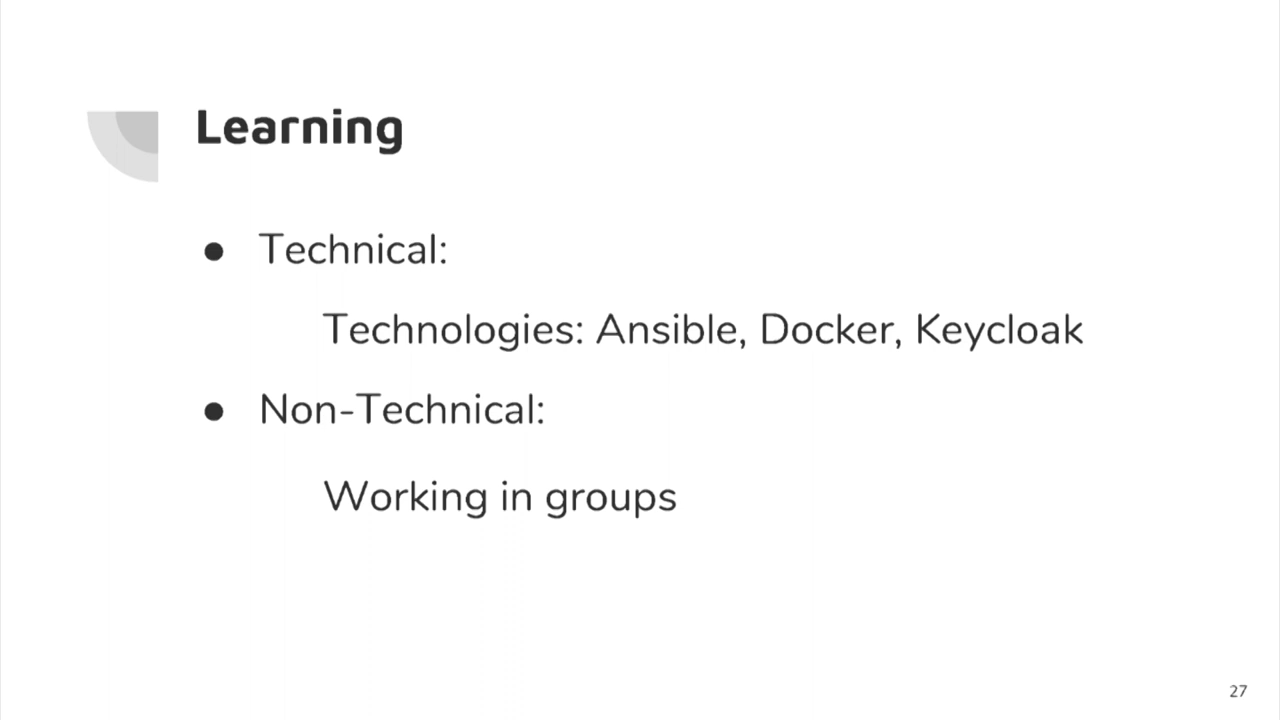 Learning
● Technical:
Technologies: Ansible, Docker, Keycloak
● Non-Technical:
Working in groups
27